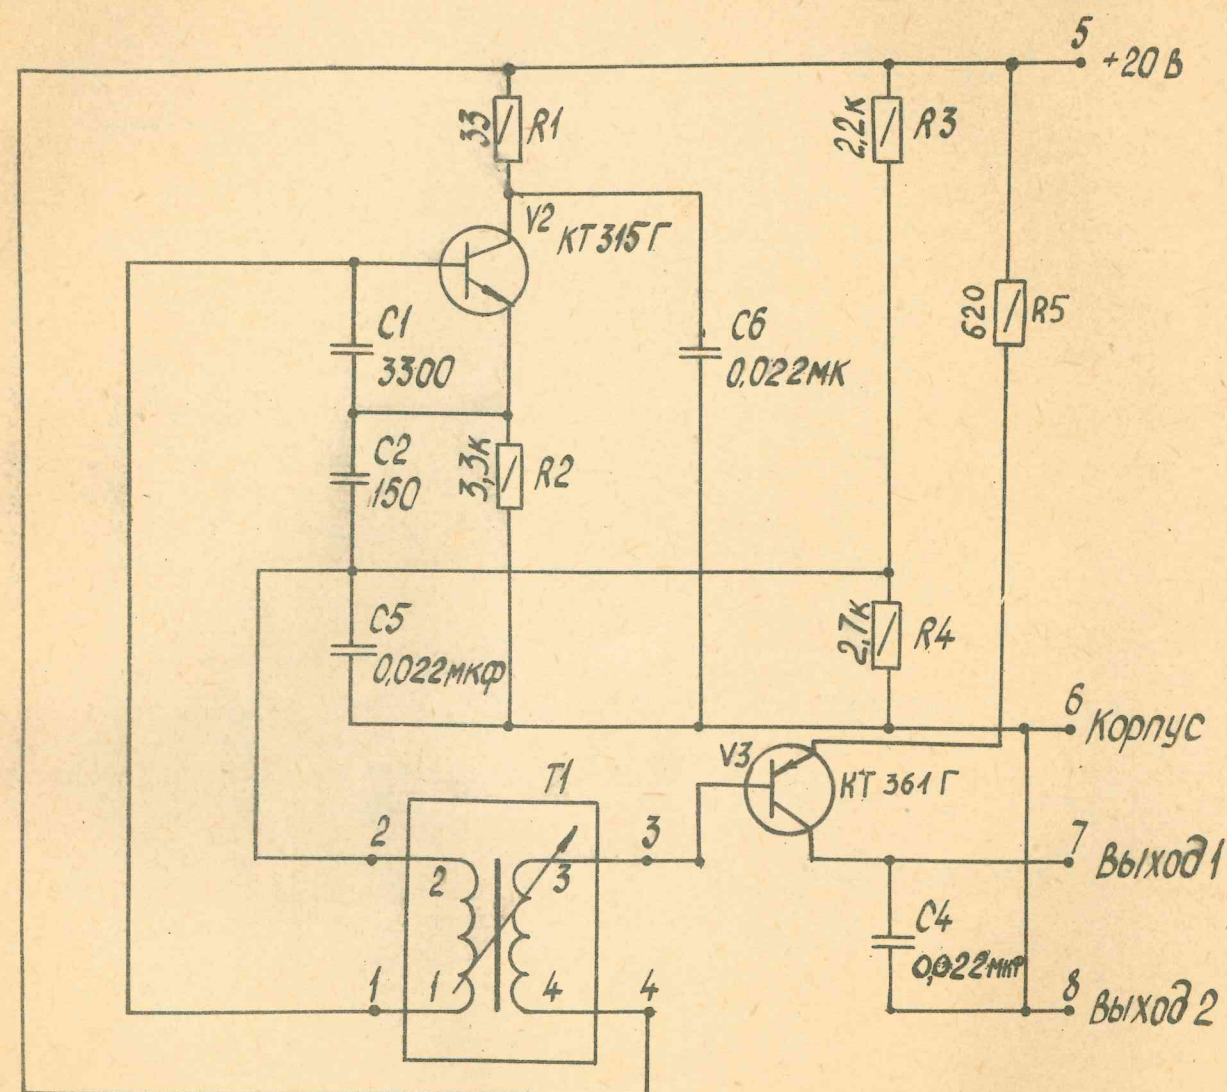 5
+20 В
33
R1
2,2к
R3
V2
КТ315Г
620
R5
C1
3300
C6
0,022мк
C2
150
3,3к
R2
C5
0,022мкф
2,7к
R4
6
Корпус
V3
КТ 361 Г
T1
2
3
7
Выход 1
2
3
C4
0,022мкф
1
1
4
4
8
Выход 2